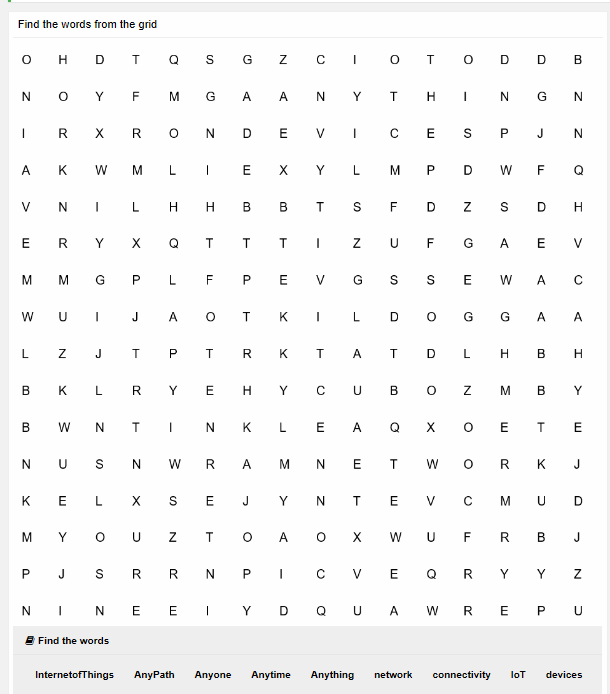 Find the words from the grid
O H D T Q S G Z C I O T O D D B
N O Y F M G A A N Y T H I N G N
I R X R O N D E V I C E S P J N
A K W M L I E X Y L M P D W F Q
V N I L H H B B T S F D Z S D H
E R Y X Q T T T I Z U F G A E V
M M G P L F P E V G S S E W A C
W U I J A O T K I L D O G G A A
L Z J T P T R K T A T D L H B H
B K L R Y E H Y C U B O Z M B Y
B W N T I N K L E A Q X O E T E
N U S N W R A M N E T W O R K J
K E L X S E J Y N T E V C M U D
M Y O U Z T O A O X W U F R B J
P J S R R N P I C V E Q R Y Y Z
N I N E E I Y D Q U A W R E P U
Find the words
InternetofThings AnyPath Anyone Anytime Anything network connectivity IoT devices